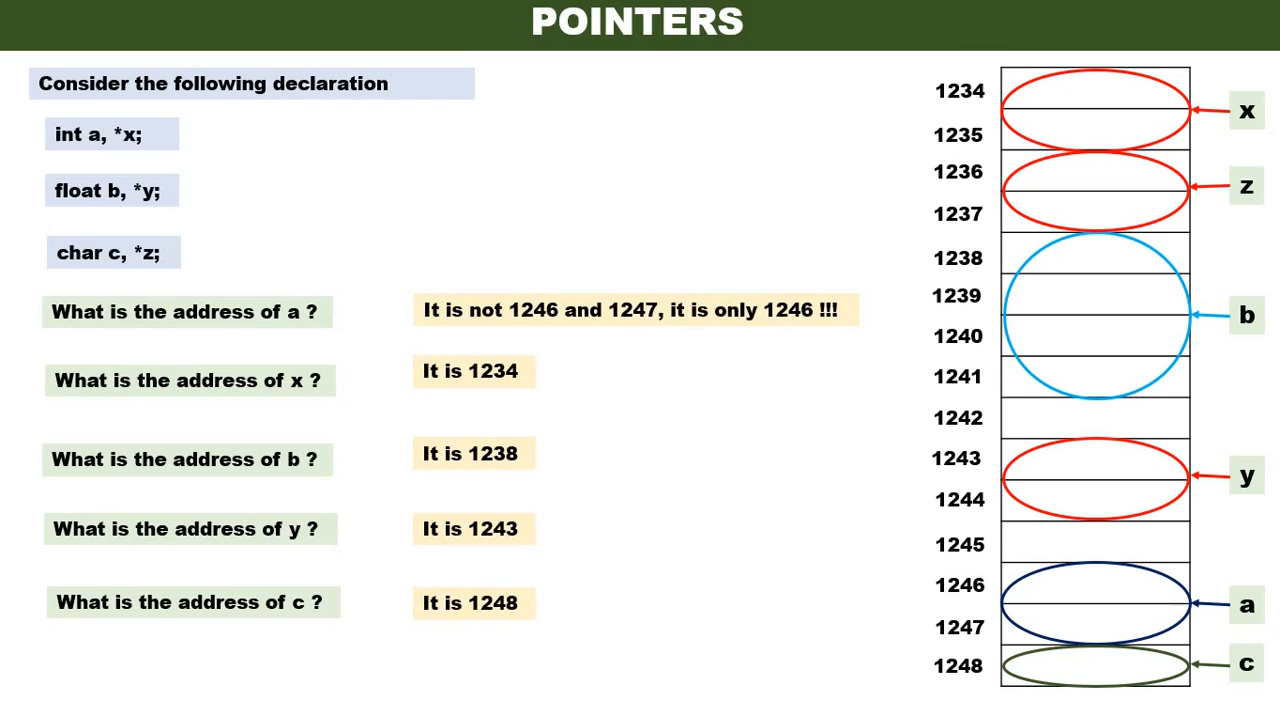 POINTERS
Consider the following declaration
int a, *x;
float b, *y;
char c, *z;
What is the address of a ?
It is not 1246 and 1247, it is only 1246 !!!
What is the address of x ?
It is 1234
What is the address of b ?
It is 1238
What is the address of y ?
It is 1243
What is the address of c ?
It is 1248
1234
x
1235
1236
z
1237
1238
1239
b
1240
1241
1242
1243
y
1244
1245
1246
a
1247
1248
c